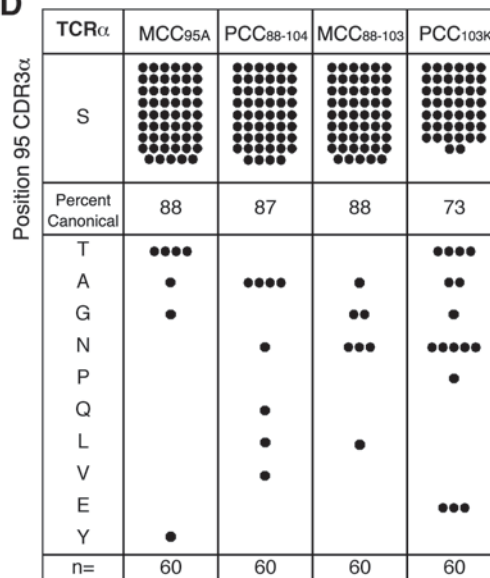 D
TCRα MCC95A PCC88-104 MCC88-103 PCC103K
Position 95 CDR3α
S
Percent
Canonical 88 87 88 73
T
A
G
N
P
Q
L
V
E
Y
n= 60 60 60 60